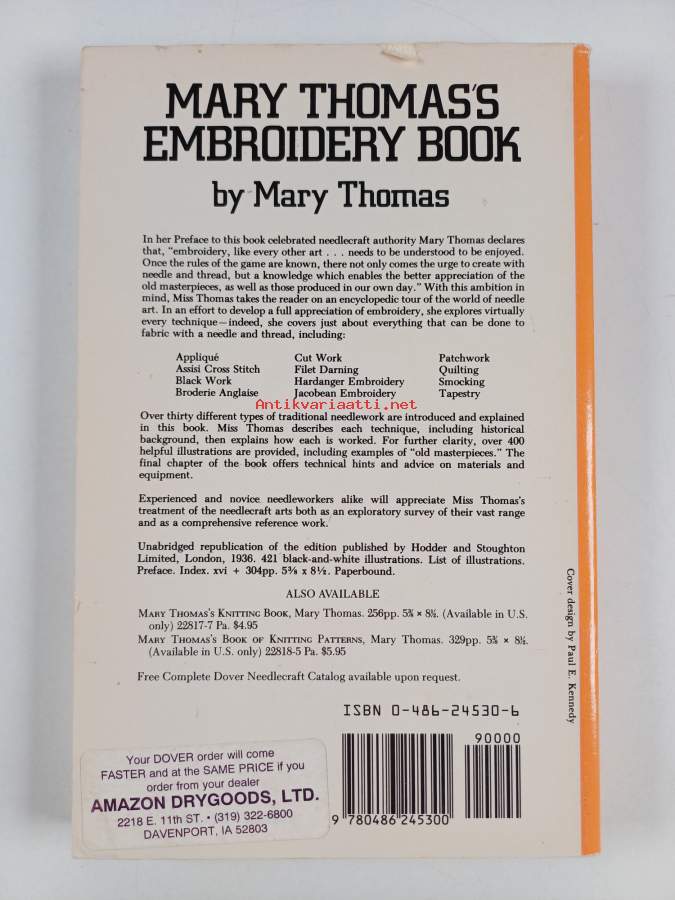 MARY THOMAS'S
EMBROIDERY BOOK
by Mary Thomas
In her Preface to this book celebrated needlecraft authority Mary Thomas declares
that, “embroidery, like every other art . . . needs to be understood to be enjoyed.
Once the rules of the game are known, there not only comes the urge to create with
needle and thread, but a knowledge which enables the better appreciation of the
old masterpieces, as well as those produced in our own day.” With this ambition in
mind, Miss Thomas takes the reader on an encyclopedic tour of the world of needle
art. In an effort to develop a full appreciation of embroidery, she explores virtually
every technique—indeed, she covers just about everything that can be done to
fabric with a needle and thread, including:
Appliqué Cut Work Patchwork
Assisi Cross Stitch Filet Darning Quilting
Black Work Hardanger Embroidery Smocking
Broderie Anglaise Jacobean Embroidery Tapestry
Antikvariaatti.net
Over thirty different types of traditional needlework are introduced and explained
in this book. Miss Thomas describes each technique, including historical
background, then explains how each is worked. For further clarity, over 400
helpful illustrations are provided, including examples of “old masterpieces.” The
final chapter of the book offers technical hints and advice on materials and
equipment.
Experienced and novice needleworkers alike will appreciate Miss Thomas's
treatment of the needlecraft arts both as an exploratory survey of their vast range
and as a comprehensive reference work.
Unabridged republication of the edition published by Hodder and Stoughton
Limited, London, 1936. 421 black-and-white illustrations. List of illustrations.
Preface. Index. xvi + 304pp. 5⅜ x 8½. Paperbound.
ALSO AVAILABLE
MARY THOMAS'S KNITTING BOOK, Mary Thomas. 256pp. 5⅜ × 8½. (Available in U.S.
only) 22817-7 Pa. $4.95
MARY THOMAS'S BOOK OF KNITTING PATTERNS, Mary Thomas. 329pp. 5⅜ × 8½.
(Available in U.S. only) 22818-5 Pa. $5.95
Free Complete Dover Needlecraft Catalog available upon request.
Cover design by Paul E. Kennedy
ISBN 0-486-24530-6
90000
9 780486 245300
Your DOVER order will come
FASTER and at the SAME PRICE if you
order from your dealer
AMAZON DRYGOODS, LTD.
2218 E. 11th ST. • (319) 322-6800
DAVENPORT, IA 52803